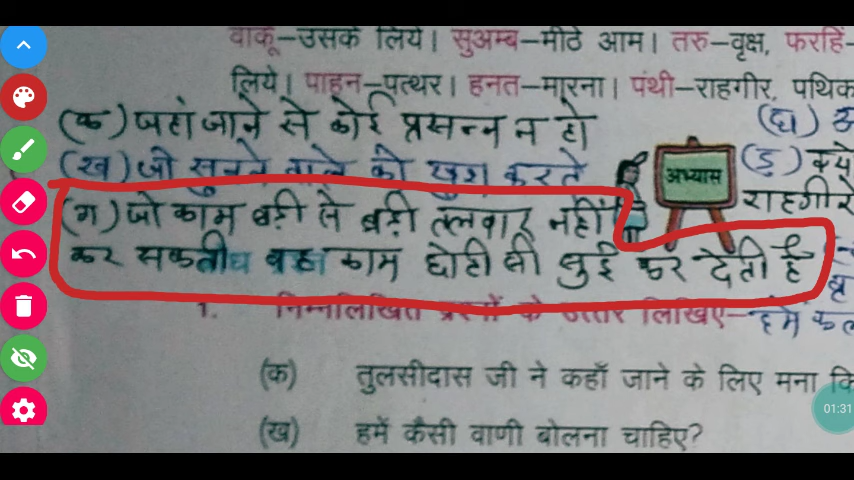 वाकू–उसके लिये। सुअम्ब–मीठे आम। तरु–वृक्ष, फरहिं–
लिये। पाहन–पत्थर। हनत–मारना। पंथी–राहगीर, पथिक
(क) जहां जाने से कोई प्रसन्न न हो
(घ)
(ख) जो सुनने वाले को खुश करते
(ङ)
अभ्यास
राहगीरे
(ग) जो काम बड़ी से बड़ी तलवार नहीं
कर सकती वह काम छोटी सी सुई कर देती है
1. निम्नलिखित प्रश्नों के उत्तर लिखिए–
हमें
(क) तुलसीदास जी ने कहाँ जाने के लिए मना कि
01:31
(ख) हमें कैसी वाणी बोलना चाहिए?